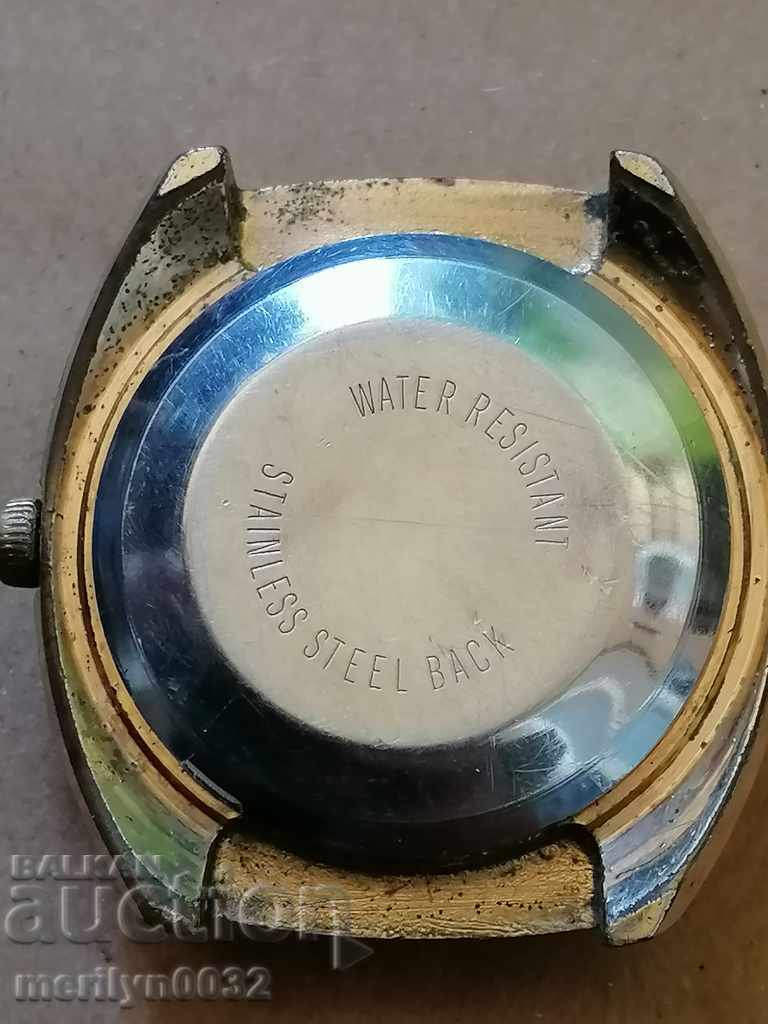 WATER RESISTANT
STAINLESS STEEL BACK
BALKAN
auction
merilyn0032